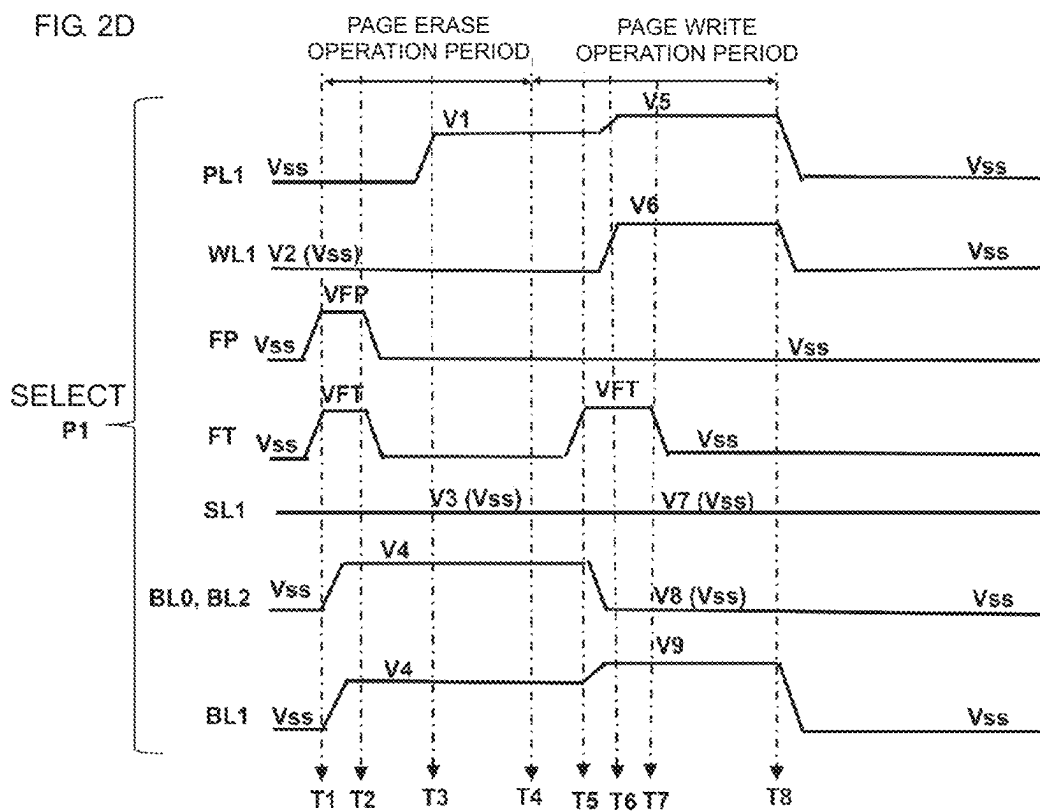 FIG. 2D
PAGE ERASE
OPERATION PERIOD
PAGE WRITE
OPERATION PERIOD
SELECT
P1
PL1 Vss V1 V5 Vss
WL1 V2 (Vss) V6 Vss
FP Vss VFP Vss
FT Vss VFT VFT Vss
SL1 V3 (Vss) V7 (Vss)
BL0, BL2 Vss V4 V8 (Vss) Vss
BL1 Vss V4 V9 Vss
T1 T2 T3 T4 T5 T6 T7 T8